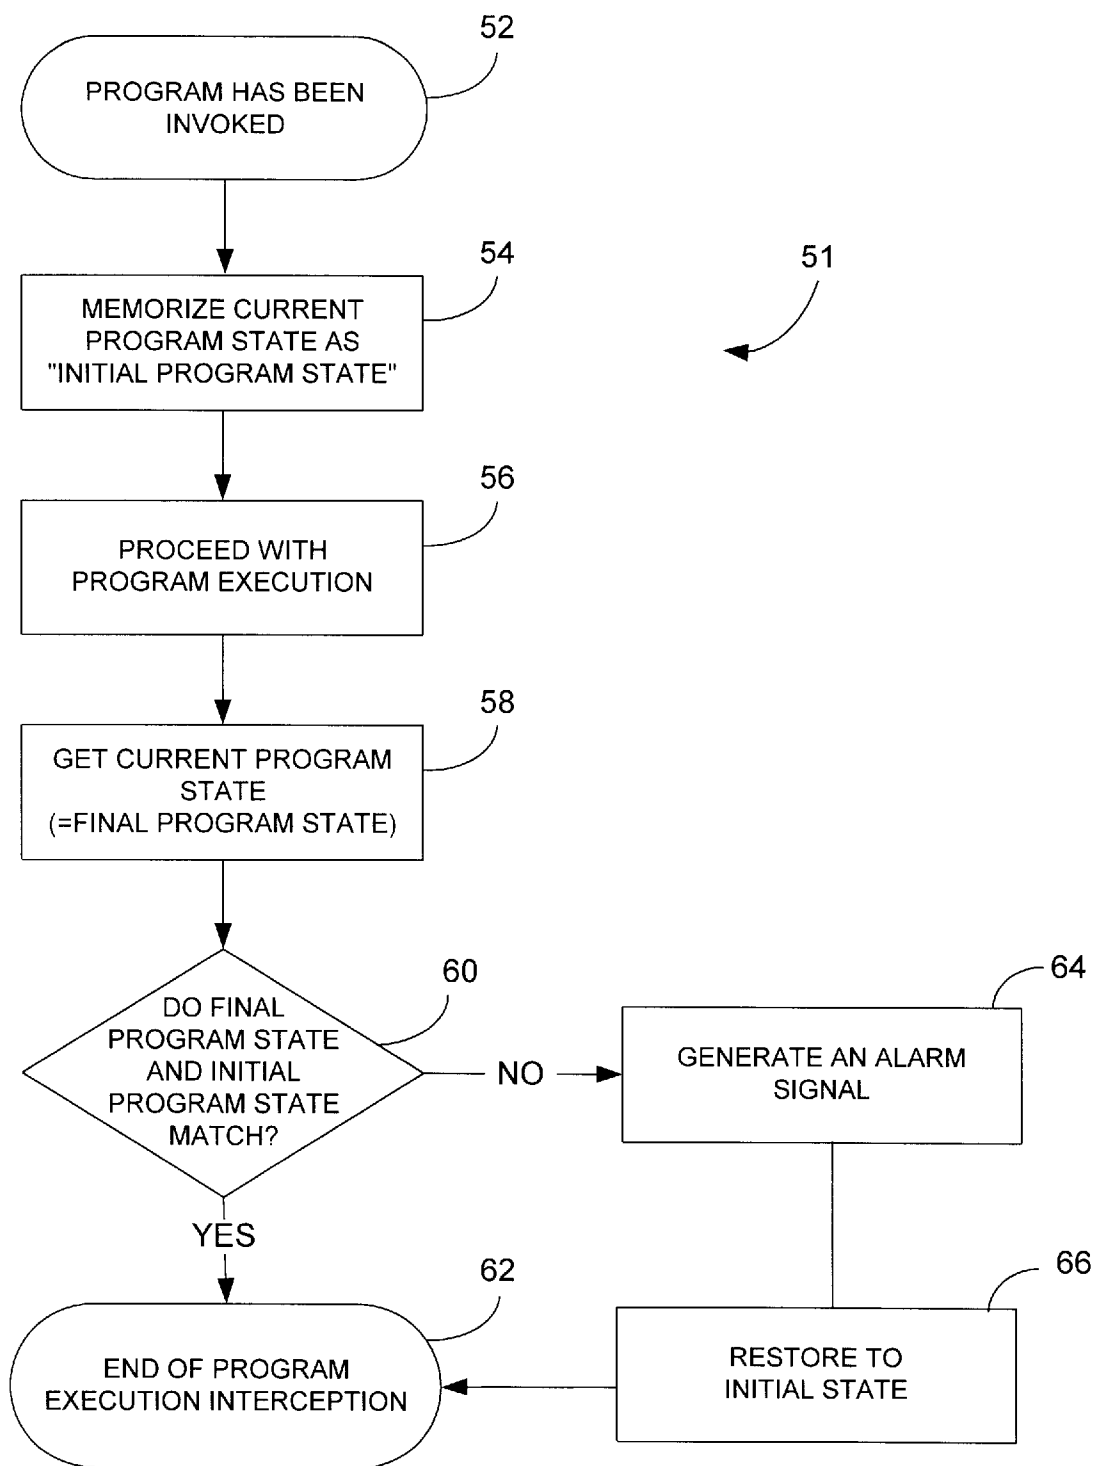 52
PROGRAM HAS BEEN
INVOKED
54
MEMORIZE CURRENT
PROGRAM STATE AS
"INITIAL PROGRAM STATE"
51
56
PROCEED WITH
PROGRAM EXECUTION
58
GET CURRENT PROGRAM
STATE
(=FINAL PROGRAM STATE)
60
DO FINAL
PROGRAM STATE
AND INITIAL
PROGRAM STATE
MATCH?
NO
64
GENERATE AN ALARM
SIGNAL
YES
62
END OF PROGRAM
EXECUTION INTERCEPTION
66
RESTORE TO
INITIAL STATE